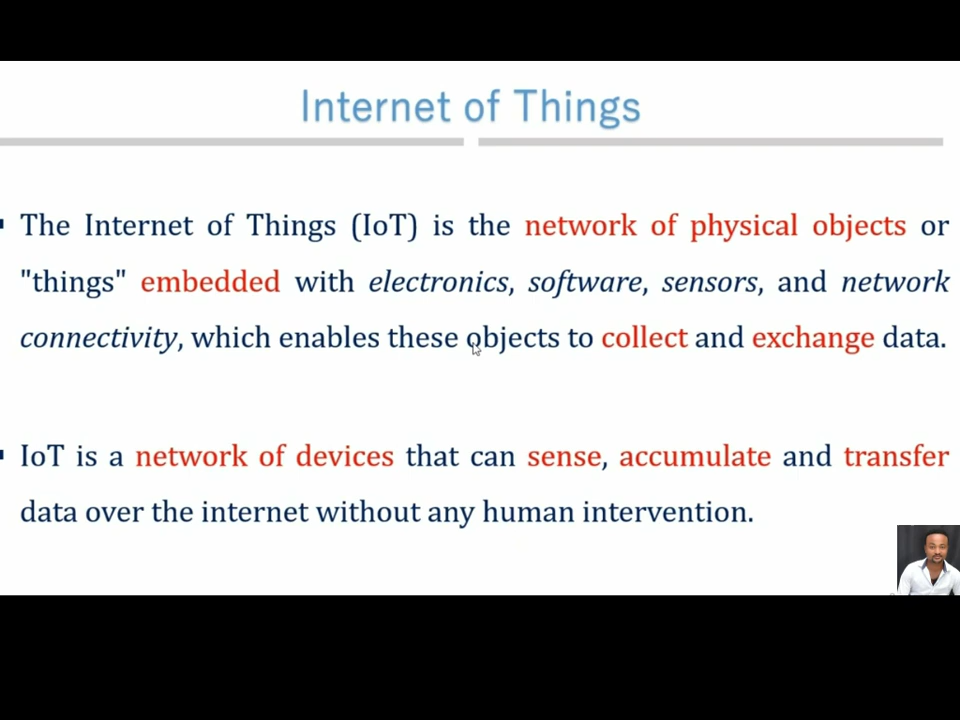 Internet of Things
The Internet of Things (IoT) is the network of physical objects or
"things" embedded with electronics, software, sensors, and network
connectivity, which enables these objects to collect and exchange data.
IoT is a network of devices that can sense, accumulate and transfer
data over the internet without any human intervention.